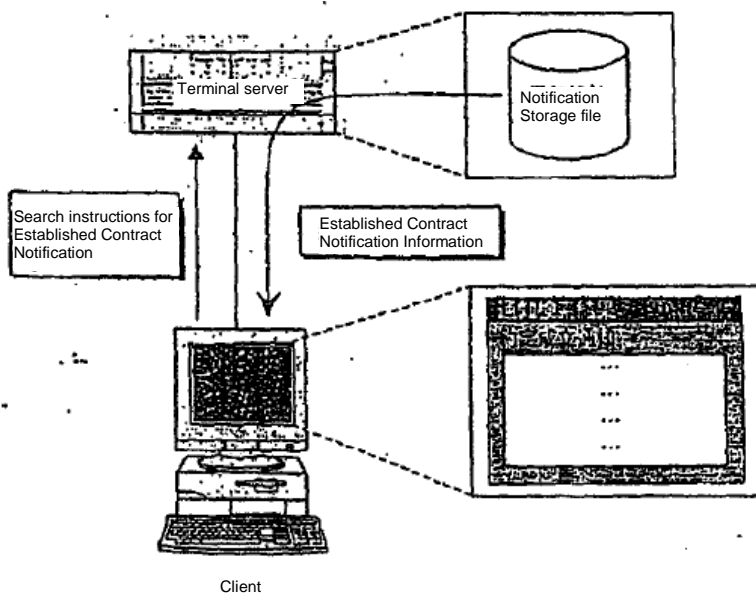 Terminal server
Notification
Storage file
Search instructions for
Established Contract
Notification
Established Contract
Notification Information
Client